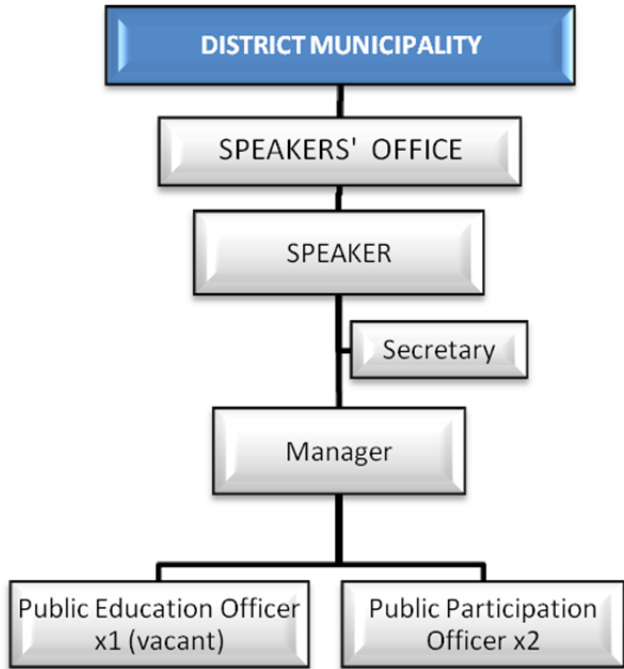 DISTRICT MUNICIPALITY
SPEAKERS' OFFICE
SPEAKER
Secretary
Manager
Public Education Officer
x1 (vacant)
Public Participation
Officer x2